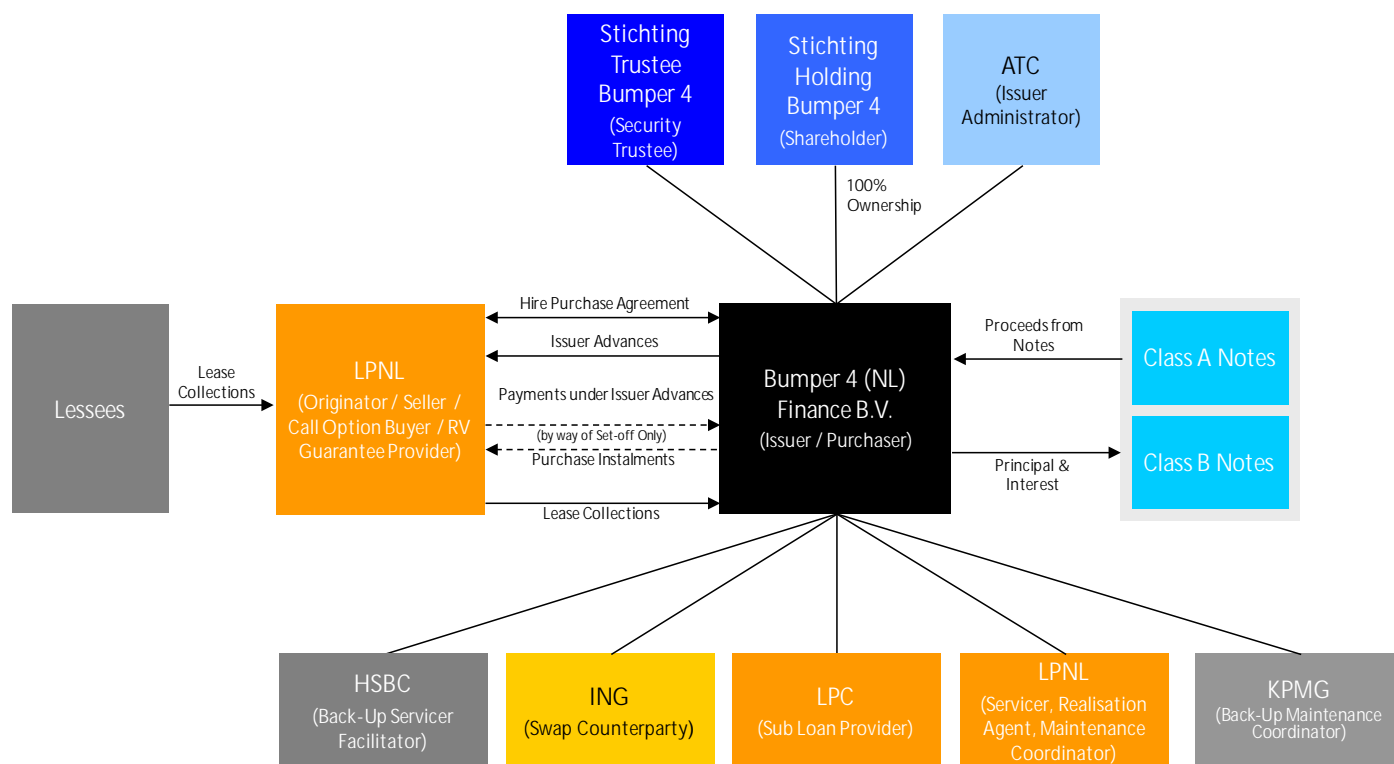 Stichting
Trustee
Bumper 4
(Security
Trustee)
Stichting
Holding
Bumper 4
(Shareholder)
ATC
(Issuer
Administrator)
100%
Ownership
Lessees
Lease
Collections
LPNL
(Originator / Seller /
Call Option Buyer / RV
Guarantee Provider)
Hire Purchase Agreement
Issuer Advances
Payments under Issuer Advances
(by way of Set-off Only)
Purchase Instalments
Lease Collections
Bumper 4 (NL)
Finance B.V.
(Issuer / Purchaser)
Proceeds from
Notes
Principal &
Interest
Class A Notes
Class B Notes
HSBC
(Back-Up Servicer
Facilitator)
ING
(Swap Counterparty)
LPC
(Sub Loan Provider)
LPNL
(Servicer, Realisation
Agent, Maintenance
Coordinator)
KPMG
(Back-Up Maintenance
Coordinator)